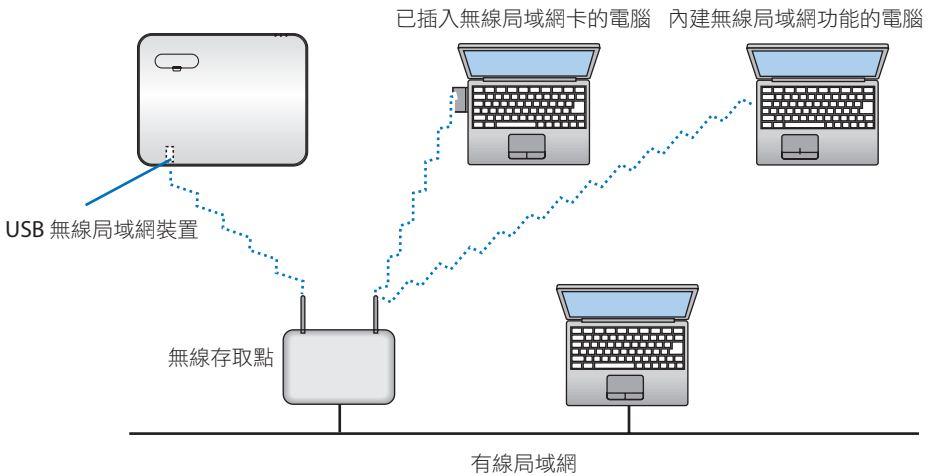 已插入無線局域網卡的電腦
內建無線局域網功能的電腦
USB 無線局域網裝置
無線存取點
有線局域網